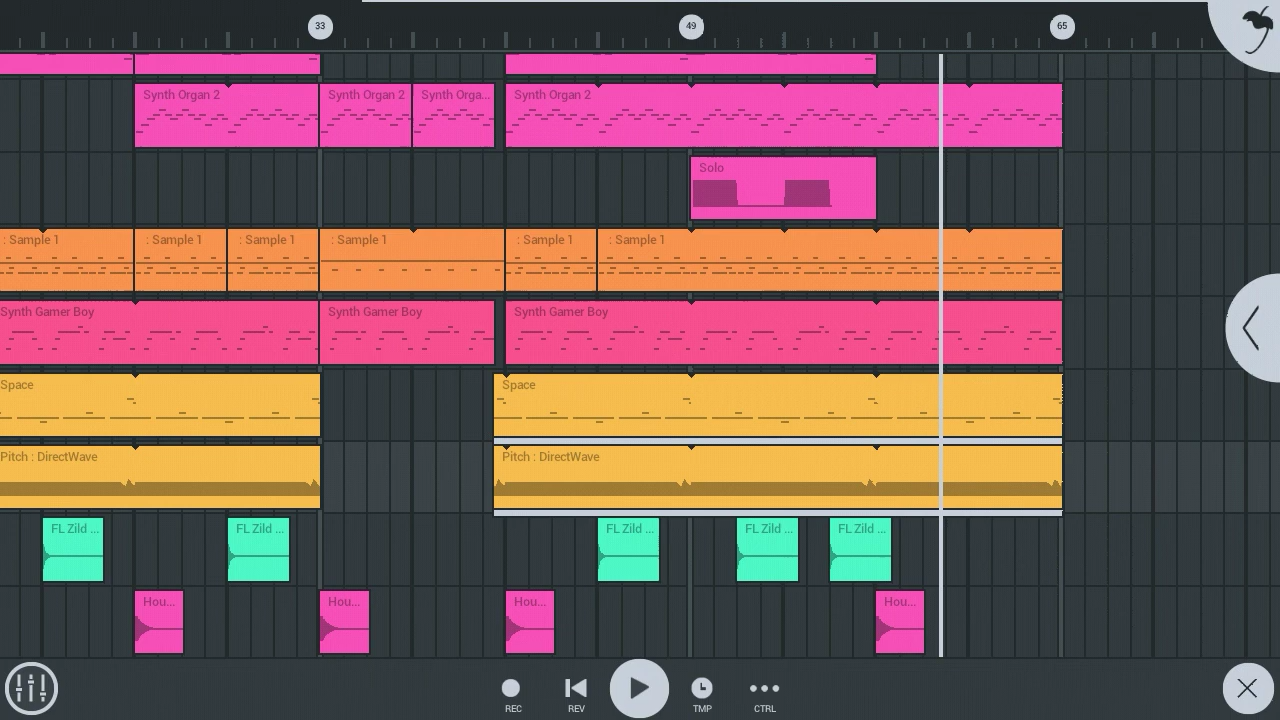 33 49 65
Synth Organ 2 Synth Organ 2 Synth Orga... Synth Organ 2
Solo
: Sample 1 : Sample 1 : Sample 1 : Sample 1 : Sample 1 : Sample 1
Synth Gamer Boy Synth Gamer Boy Synth Gamer Boy
Space Space
Pitch : DirectWave Pitch : DirectWave
FL Zild ... FL Zild ... FL Zild ... FL Zild ... FL Zild ...
Hou... Hou... Hou... Hou...
REC REV TMP CTRL